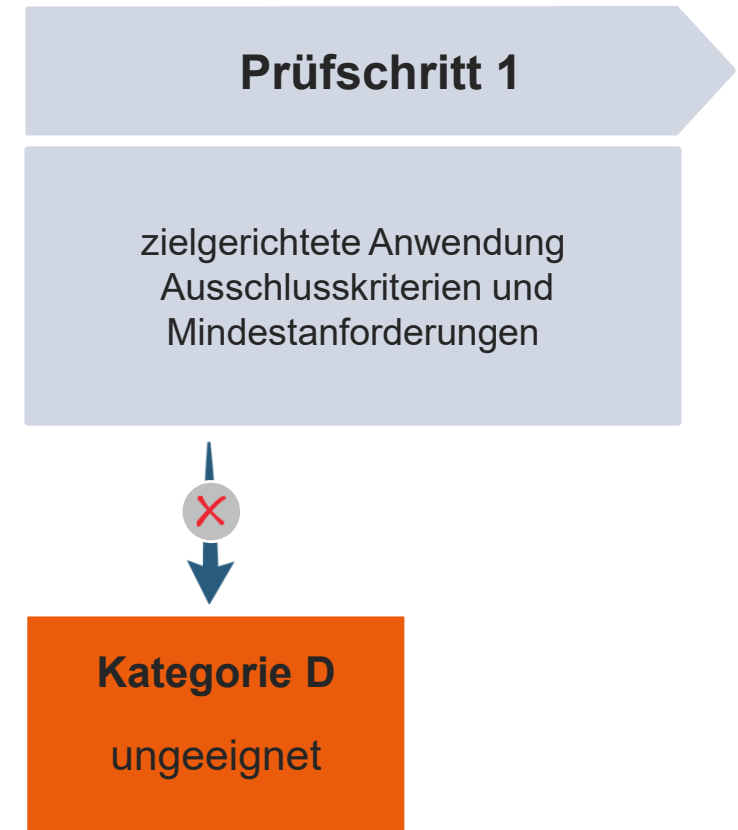 Prüfschritt 1
zielgerichtete Anwendung
Ausschlusskriterien und
Mindestanforderungen
Kategorie D
ungeeignet